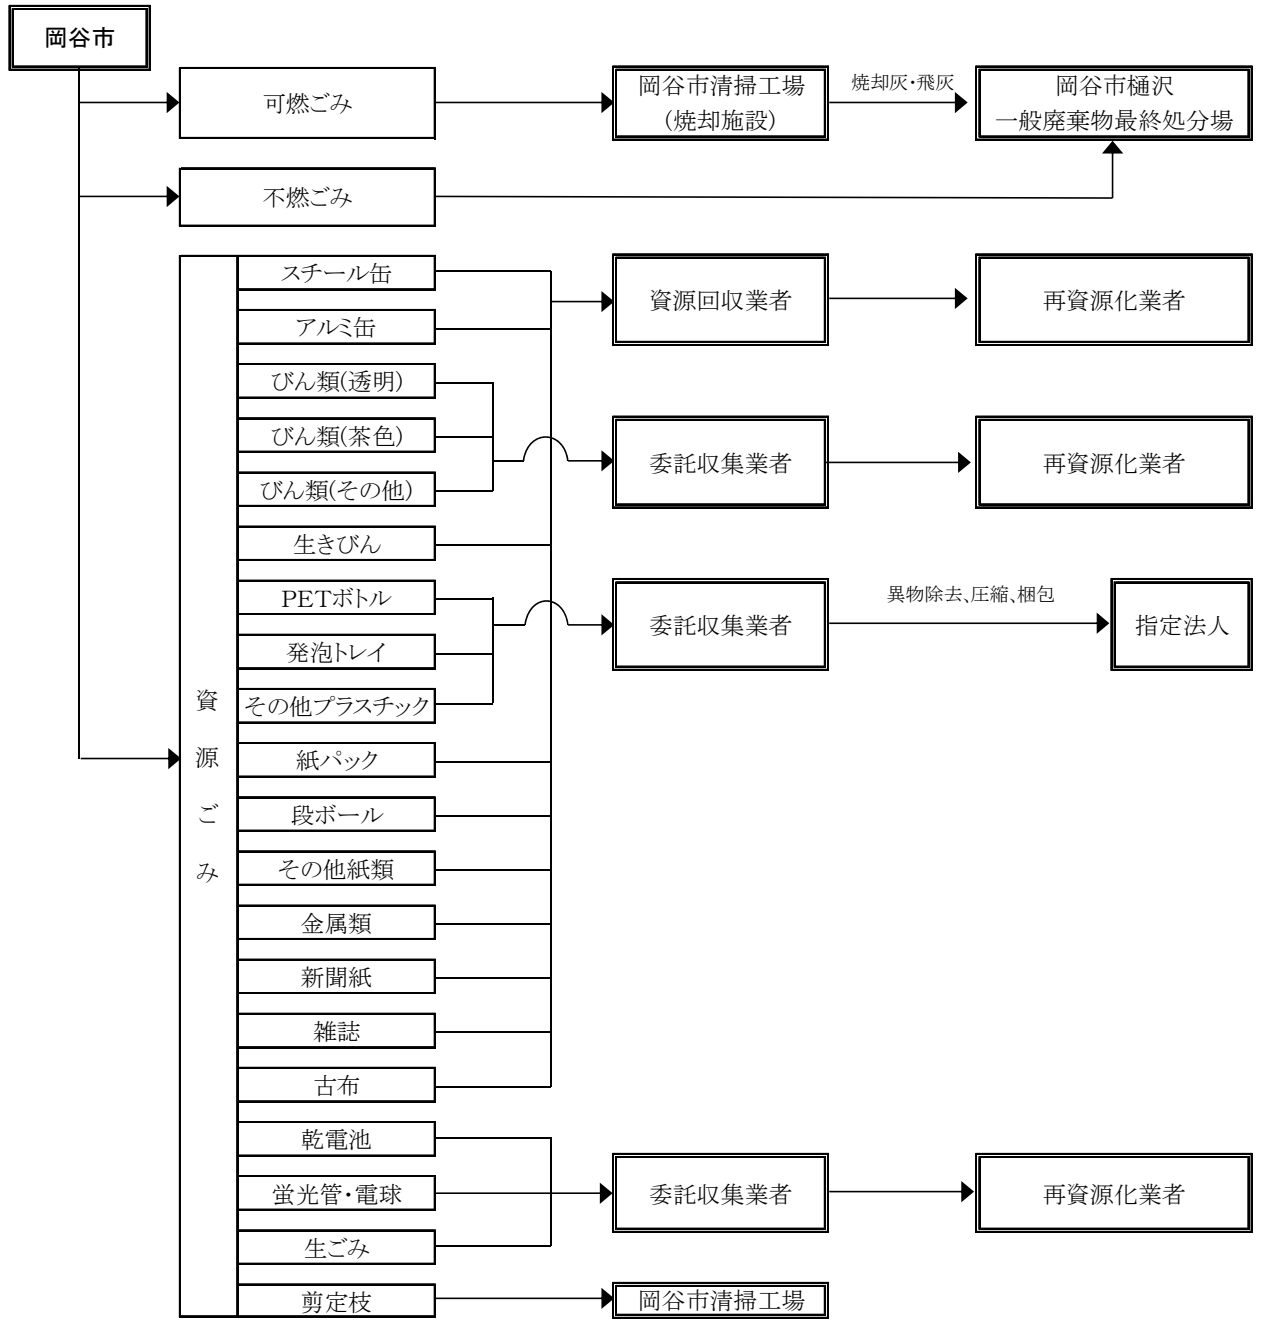 岡谷市
可燃ごみ
岡谷市清掃工場
(焼却施設)
焼却灰・飛灰
岡谷市樋沢
一般廃棄物最終処分場
不燃ごみ
資源ごみ
スチール缶
アルミ缶
資源回収業者
再資源化業者
びん類(透明)
びん類(茶色)
びん類(その他)
委託収集業者
再資源化業者
生きびん
PETボトル
発泡トレイ
その他プラスチック
委託収集業者
異物除去、圧縮、梱包
指定法人
紙パック
段ボール
その他紙類
金属類
新聞紙
雑誌
古布
乾電池
蛍光管・電球
生ごみ
委託収集業者
再資源化業者
剪定枝
岡谷市清掃工場